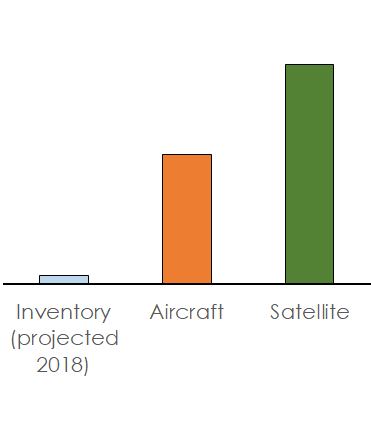 Inventory
(projected
2018)
Aircraft
Satellite